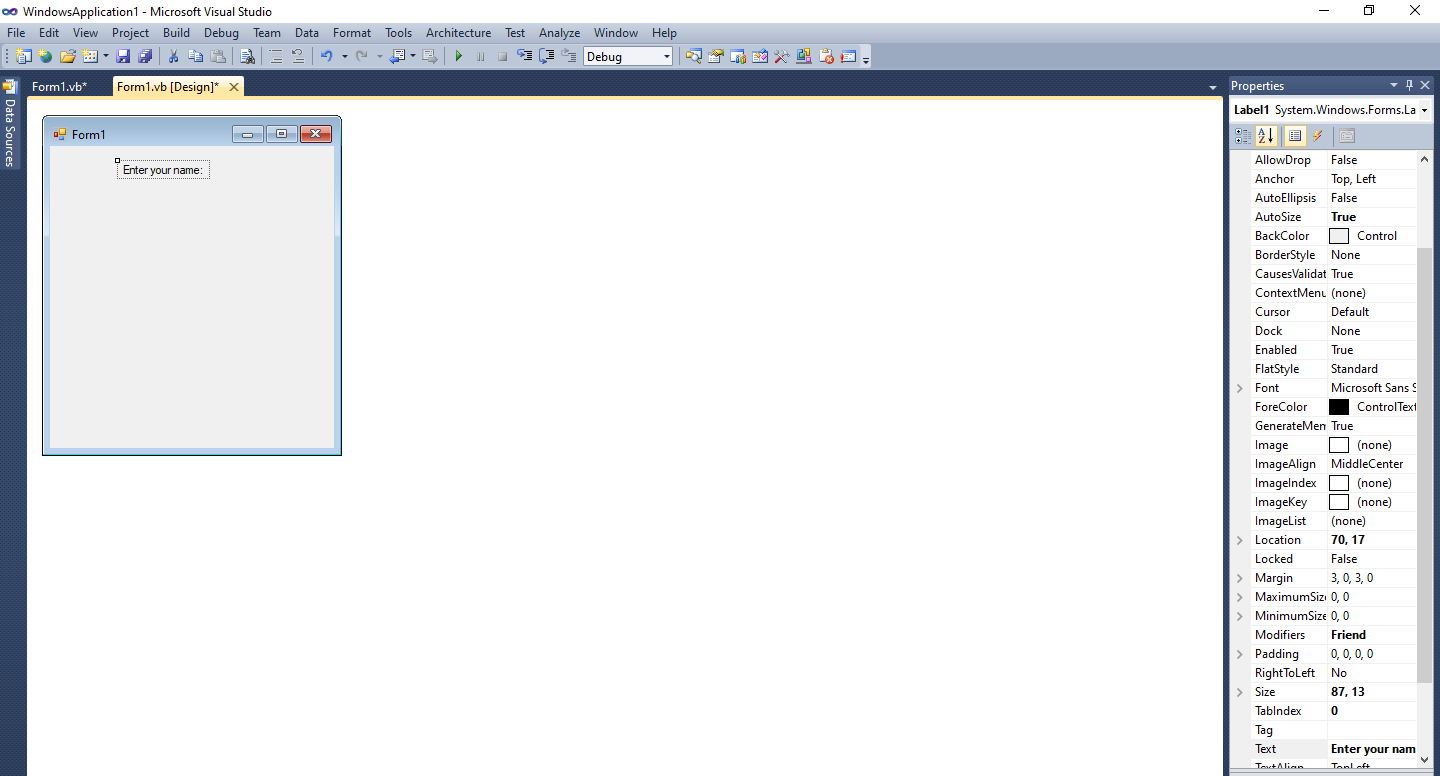 WindowsApplication1 - Microsoft Visual Studio
File Edit View Project Build Debug Team Data Format Tools Architecture Test Analyze Window Help
Debug
Data Sources
Form1.vb*
Form1.vb [Design]*
Form1
Enter your name:
Properties
Label1 System.Windows.Forms.La
AllowDrop False
Anchor Top, Left
AutoEllipsis False
AutoSize True
BackColor Control
BorderStyle None
CausesValidat True
ContextMenu (none)
Cursor Default
Dock None
Enabled True
FlatStyle Standard
Font Microsoft Sans S
ForeColor ControlText
GenerateMem True
Image (none)
ImageAlign MiddleCenter
ImageIndex (none)
ImageKey (none)
ImageList (none)
Location 70, 17
Locked False
Margin 3, 0, 3, 0
MaximumSize 0, 0
MinimumSize 0, 0
Modifiers Friend
Padding 0, 0, 0, 0
RightToLeft No
Size 87, 13
TabIndex 0
Tag
Text Enter your nam
TextAlign TopLeft